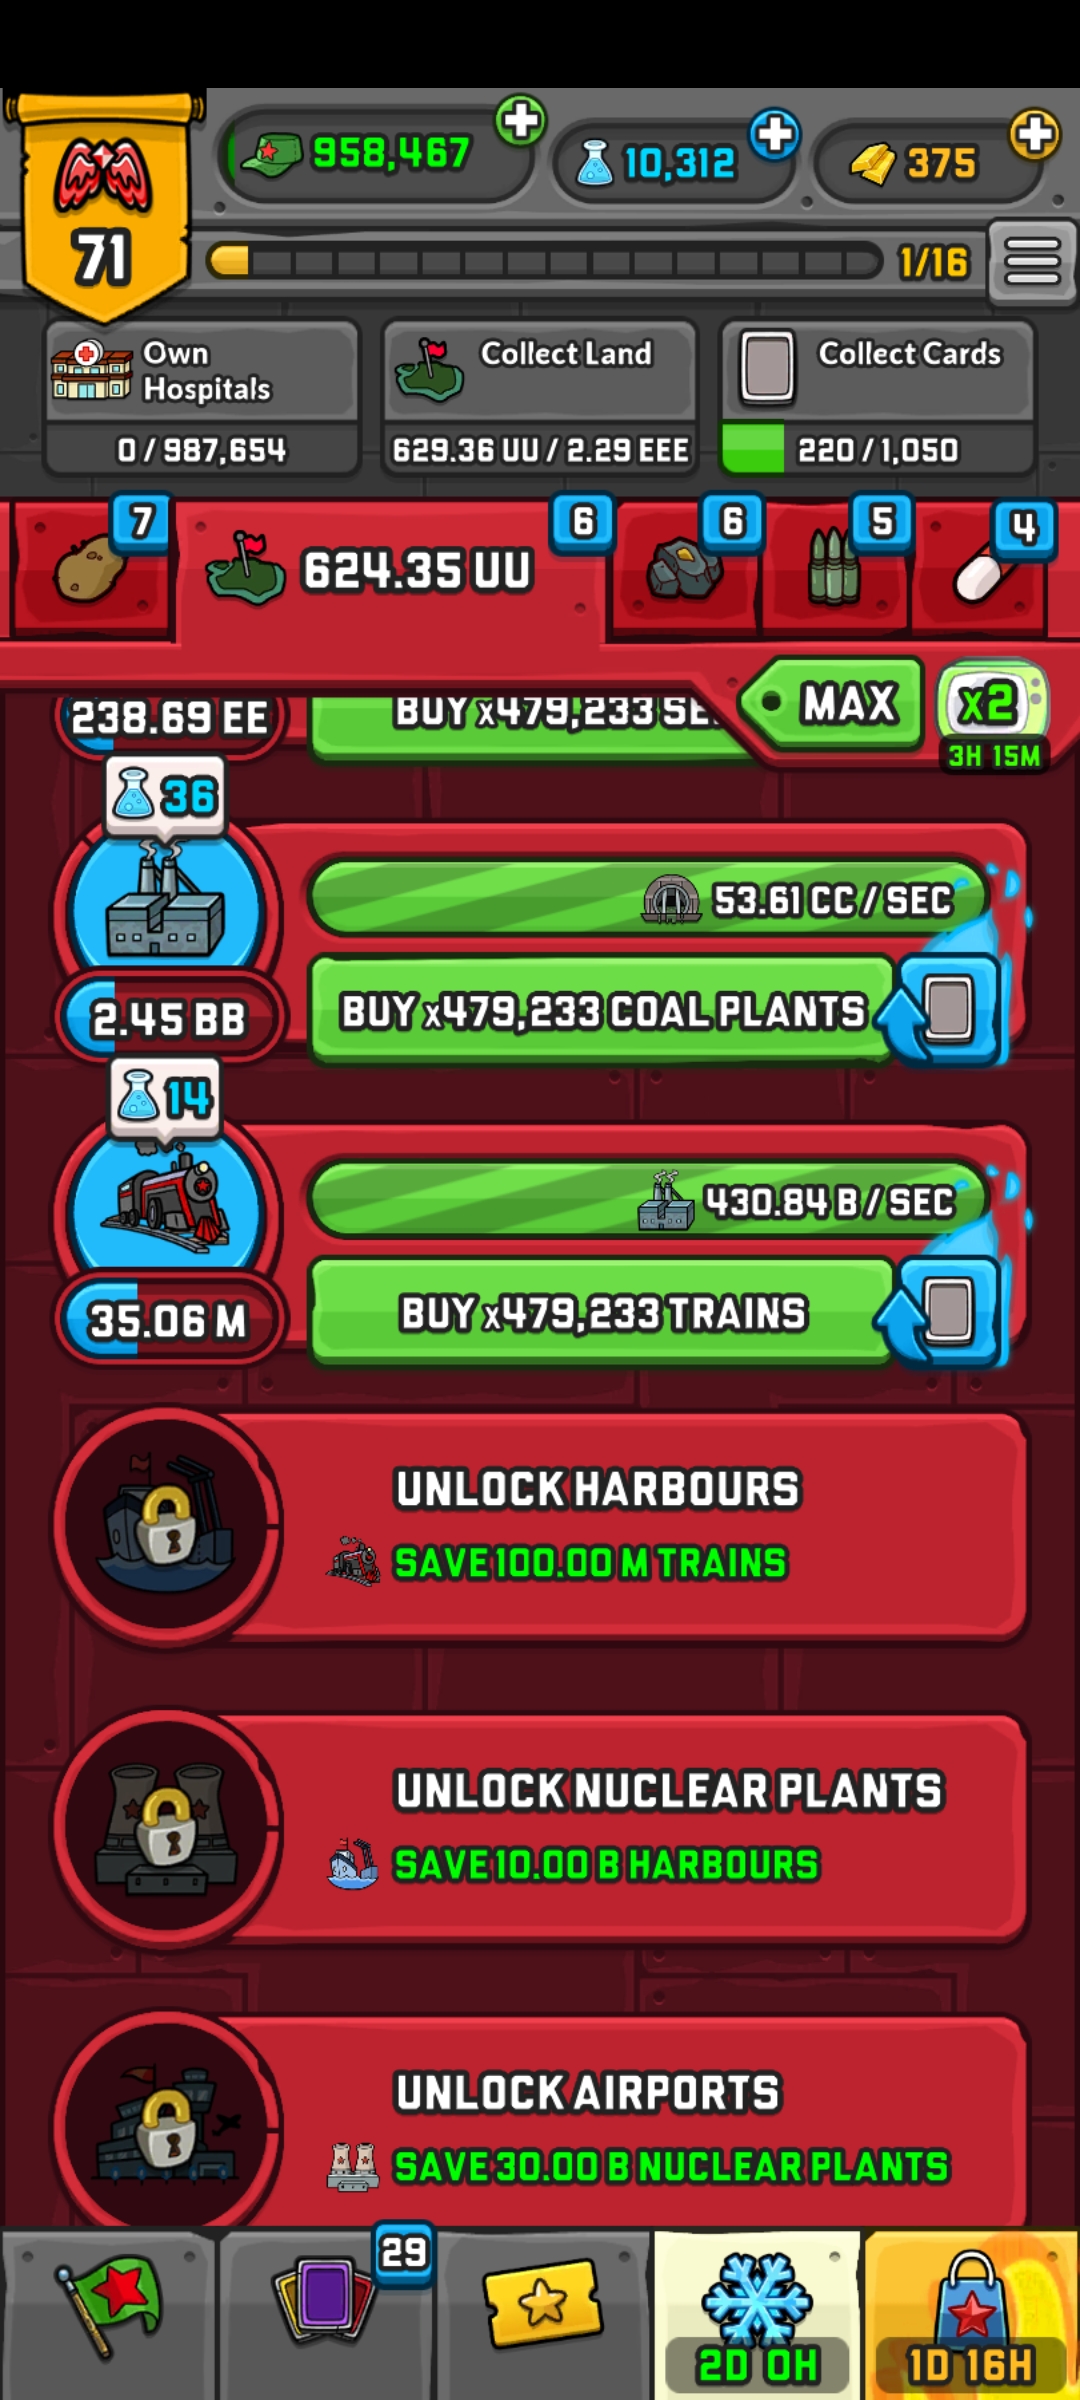 958,467
10,312
375
71
1/16
Own
Hospitals
0/987,654
Collect Land
629.36 UU/2.29 EEE
Collect Cards
220/1,050
7
624.35 UU
6
6
5
4
MAX
x2
3H 15M
238.69 EE
BUY x479,233 SE
36
53.61 CC/SEC
2.45 BB
BUY x479,233 COAL PLANTS
14
430.84 B/SEC
35.06 M
BUY x479,233 TRAINS
UNLOCK HARBOURS
SAVE 100.00 M TRAINS
UNLOCK NUCLEAR PLANTS
SAVE 10.00 B HARBOURS
UNLOCK AIRPORTS
SAVE 30.00 B NUCLEAR PLANTS
29
2D 0H
1D 16H